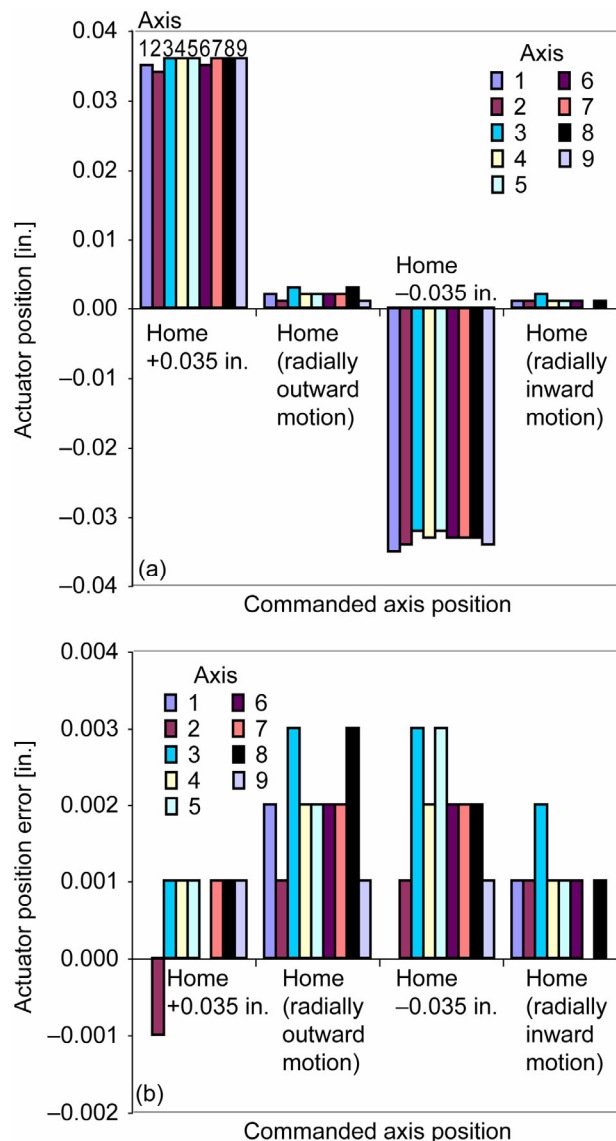 Axis
123456789
0.04
0.03
0.02
0.01
0.00
–0.01
–0.02
–0.03
–0.04
Actuator position [in.]
Axis
1
2
3
4
5
6
7
8
9
Home
+0.035 in.
Home
(radially
outward
motion)
Home
–0.035 in.
Home
(radially
inward
motion)
(a)
Commanded axis position
0.004
0.003
0.002
0.001
0.000
–0.001
–0.002
Actuator position error [in.]
Axis
1
2
3
4
5
6
7
8
9
Home
+0.035 in.
Home
(radially
outward
motion)
Home
–0.035 in.
Home
(radially
inward
motion)
(b)
Commanded axis position